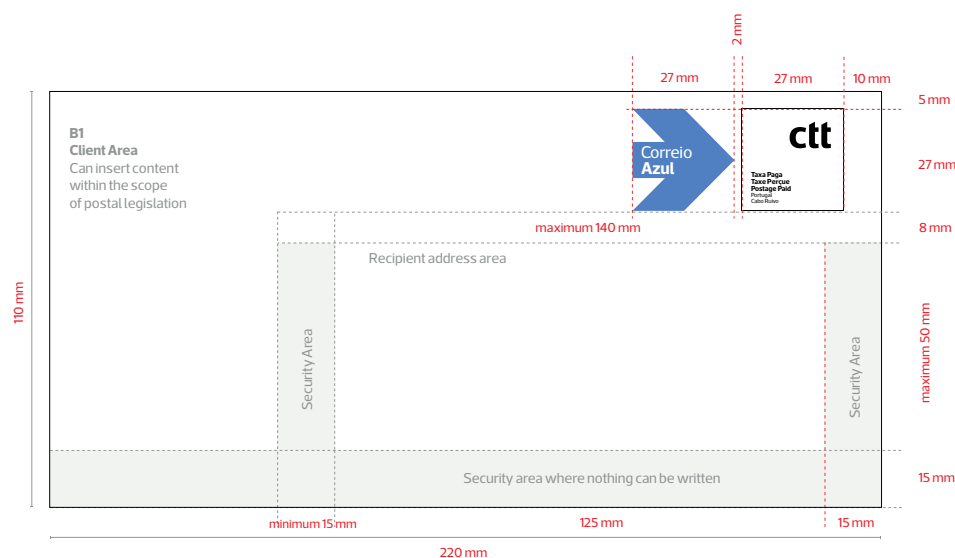 2 mm
27 mm
27 mm
10 mm
5 mm
B1
Client Area
Can insert content
within the scope
of postal legislation
Correio
Azul
ctt
Taxa Paga
Taxe Perçue
Postage Paid
Portugal
Cabo Ruivo
27 mm
maximum 140 mm
8 mm
Recipient address area
110 mm
Security Area
Security Area
maximum 50 mm
Security area where nothing can be written
15 mm
minimum 15 mm
125 mm
15 mm
220 mm